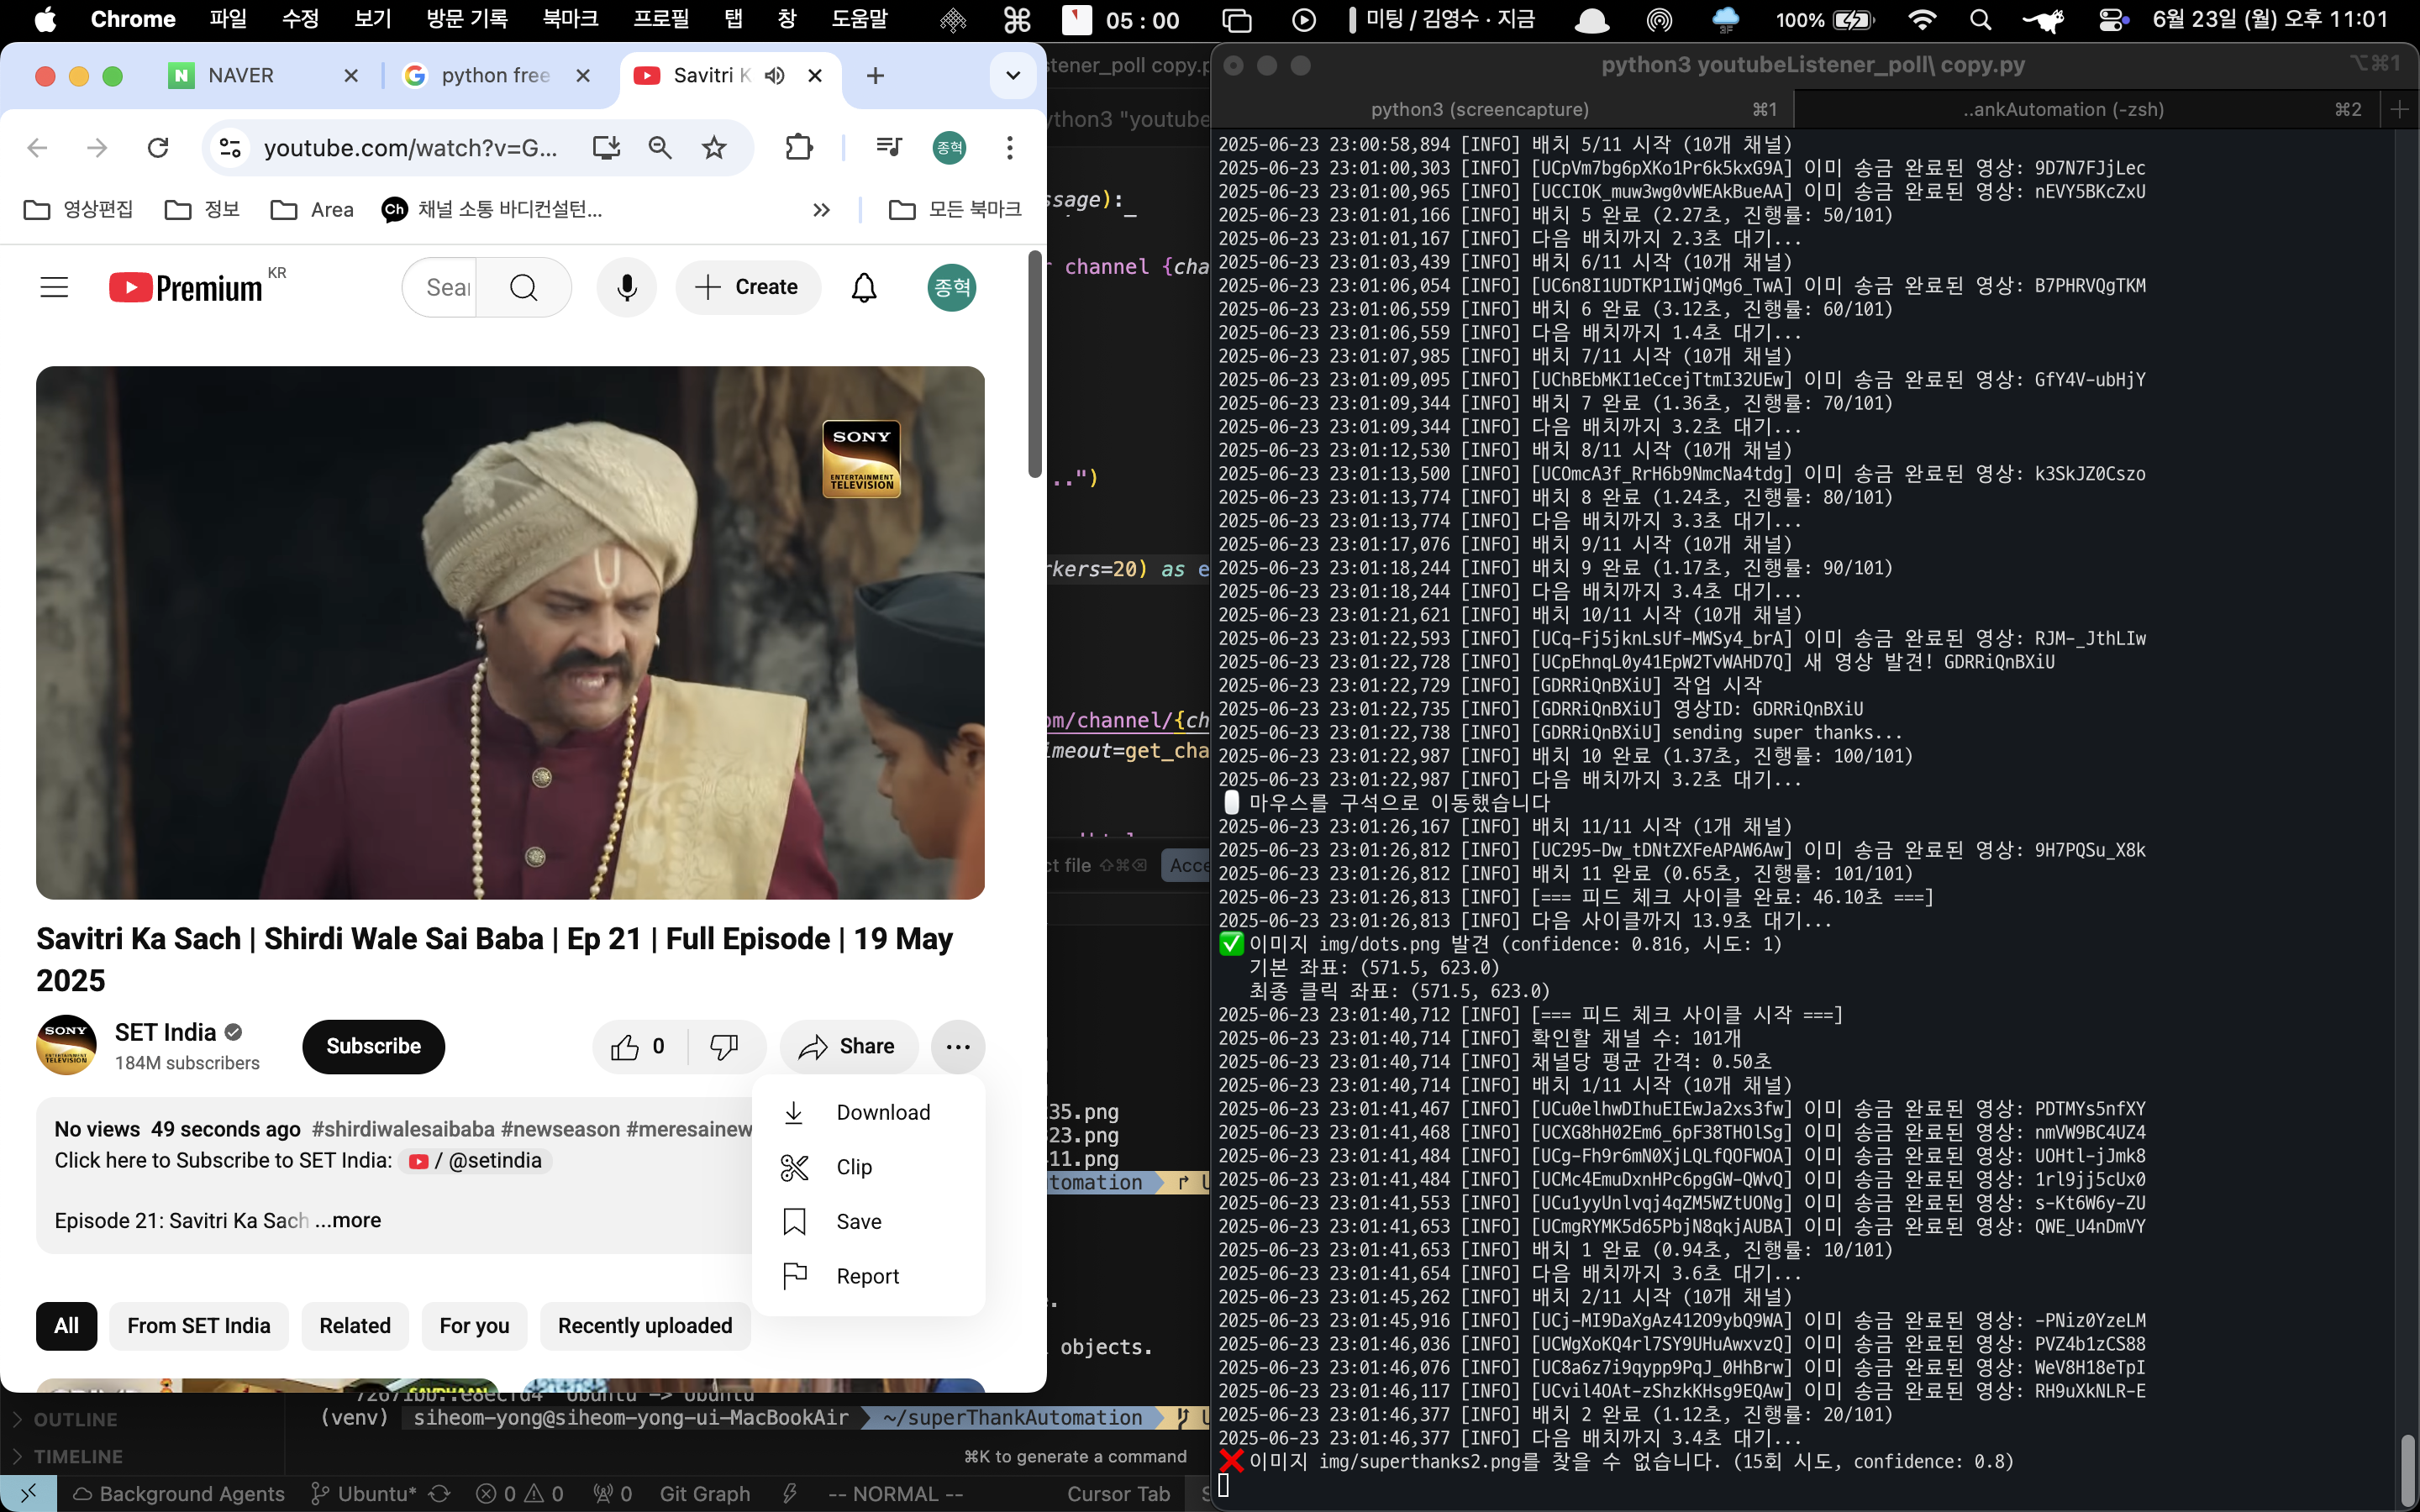 Chrome 파일 수정 보기 방문 기록 북마크 프로필 탭 창 도움말 05 : 00 미팅 / 김영수 · 지금 3F 100% 6월 23일 (월) 오후 11:01
NAVER
python free
Savitri K
youtube.com/watch?v=G...
종혁
영상편집 정보 Area Ch 채널 소통 바디컨설턴... 모든 북마크
Premium KR
Sear
Create
종혁
SONY
ENTERTAINMENT
TELEVISION
Savitri Ka Sach | Shirdi Wale Sai Baba | Ep 21 | Full Episode | 19 May
2025
SONY
ENTERTAINMENT
TELEVISION
SET India
184M subscribers
Subscribe
0
Share
Download
Clip
Save
Report
No views 49 seconds ago #shirdiwalesaibaba #newseason #meresainew
Click here to Subscribe to SET India: / @setindia
Episode 21: Savitri Ka Sach ...more
All From SET India Related For you Recently uploaded
stener_poll copy.p
ython3 "youtube
ssage):
r channel {cha
..")
rkers=20) as e
om/channel/{ch
imeout=get_cha
ct file ⇧⌘⌫ Acce
35.png
23.png
11.png
tomation
objects.
72671bb..e8ecfd4 Ubuntu -> Ubuntu
(venv) siheom-yong@siheom-yong-ui-MacBookAir ~/superThankAutomation
⌘K to generate a command
OUTLINE
TIMELINE
Background Agents Ubuntu* 0 0 0 Git Graph -- NORMAL -- Cursor Tab
python3 youtubeListener_poll\ copy.py ⌥⌘1
python3 (screencapture) ⌘1 ..ankAutomation (-zsh) ⌘2
2025-06-23 23:00:58,894 [INFO] 배치 5/11 시작 (10개 채널)
2025-06-23 23:01:00,303 [INFO] [UCpVm7bg6pXKo1Pr6k5kxG9A] 이미 송금 완료된 영상: 9D7N7FJjLec
2025-06-23 23:01:00,965 [INFO] [UCCIOK_muw3wg0vWEAkBueAA] 이미 송금 완료된 영상: nEVY5BKcZxU
2025-06-23 23:01:01,166 [INFO] 배치 5 완료 (2.27초, 진행률: 50/101)
2025-06-23 23:01:01,167 [INFO] 다음 배치까지 2.3초 대기...
2025-06-23 23:01:03,439 [INFO] 배치 6/11 시작 (10개 채널)
2025-06-23 23:01:06,054 [INFO] [UC6n8I1UDTKP1IWjQMg6_TwA] 이미 송금 완료된 영상: B7PHRVQgTKM
2025-06-23 23:01:06,559 [INFO] 배치 6 완료 (3.12초, 진행률: 60/101)
2025-06-23 23:01:06,559 [INFO] 다음 배치까지 1.4초 대기...
2025-06-23 23:01:07,985 [INFO] 배치 7/11 시작 (10개 채널)
2025-06-23 23:01:09,095 [INFO] [UChBEbMKI1eCcejTtmI32UEw] 이미 송금 완료된 영상: GfY4V-ubHjY
2025-06-23 23:01:09,344 [INFO] 배치 7 완료 (1.36초, 진행률: 70/101)
2025-06-23 23:01:09,344 [INFO] 다음 배치까지 3.2초 대기...
2025-06-23 23:01:12,530 [INFO] 배치 8/11 시작 (10개 채널)
2025-06-23 23:01:13,500 [INFO] [UCOmcA3f_RrH6b9NmcNa4tdg] 이미 송금 완료된 영상: k3SkJZ0Cszo
2025-06-23 23:01:13,774 [INFO] 배치 8 완료 (1.24초, 진행률: 80/101)
2025-06-23 23:01:13,774 [INFO] 다음 배치까지 3.3초 대기...
2025-06-23 23:01:17,076 [INFO] 배치 9/11 시작 (10개 채널)
2025-06-23 23:01:18,244 [INFO] 배치 9 완료 (1.17초, 진행률: 90/101)
2025-06-23 23:01:18,244 [INFO] 다음 배치까지 3.4초 대기...
2025-06-23 23:01:21,621 [INFO] 배치 10/11 시작 (10개 채널)
2025-06-23 23:01:22,593 [INFO] [UCq-Fj5jknLsUf-MWSy4_brA] 이미 송금 완료된 영상: RJM-_JthLIw
2025-06-23 23:01:22,728 [INFO] [UCpEhnqL0y41EpW2TvWAHD7Q] 새 영상 발견! GDRRiQnBXiU
2025-06-23 23:01:22,729 [INFO] [GDRRiQnBXiU] 작업 시작
2025-06-23 23:01:22,735 [INFO] [GDRRiQnBXiU] 영상ID: GDRRiQnBXiU
2025-06-23 23:01:22,738 [INFO] [GDRRiQnBXiU] sending super thanks...
2025-06-23 23:01:22,987 [INFO] 배치 10 완료 (1.37초, 진행률: 100/101)
2025-06-23 23:01:22,987 [INFO] 다음 배치까지 3.2초 대기...
마우스를 구석으로 이동했습니다
2025-06-23 23:01:26,167 [INFO] 배치 11/11 시작 (1개 채널)
2025-06-23 23:01:26,812 [INFO] [UC295-Dw_tDNtZXFeAPAW6Aw] 이미 송금 완료된 영상: 9H7PQSu_X8k
2025-06-23 23:01:26,812 [INFO] 배치 11 완료 (0.65초, 진행률: 101/101)
2025-06-23 23:01:26,813 [INFO] [=== 피드 체크 사이클 완료: 46.10초 ===]
2025-06-23 23:01:26,813 [INFO] 다음 사이클까지 13.9초 대기...
✅ 이미지 img/dots.png 발견 (confidence: 0.816, 시도: 1)
기본 좌표: (571.5, 623.0)
최종 클릭 좌표: (571.5, 623.0)
2025-06-23 23:01:40,712 [INFO] [=== 피드 체크 사이클 시작 ===]
2025-06-23 23:01:40,714 [INFO] 확인할 채널 수: 101개
2025-06-23 23:01:40,714 [INFO] 채널당 평균 간격: 0.50초
2025-06-23 23:01:40,714 [INFO] 배치 1/11 시작 (10개 채널)
2025-06-23 23:01:41,467 [INFO] [UCu0elhwDIhuEIEwJa2xs3fw] 이미 송금 완료된 영상: PDTMYs5nfXY
2025-06-23 23:01:41,468 [INFO] [UCXG8hH02Em6_6pF38THOlSg] 이미 송금 완료된 영상: nmVW9BC4UZ4
2025-06-23 23:01:41,484 [INFO] [UCg-Fh9r6mN0XjLQLfQOFWOA] 이미 송금 완료된 영상: UOHtl-jJmk8
2025-06-23 23:01:41,484 [INFO] [UCMc4EmuDxnHPc6pgGW-QWvQ] 이미 송금 완료된 영상: 1rl9jj5cUx0
2025-06-23 23:01:41,553 [INFO] [UCu1yyUnlvqj4qZM5WZtUONg] 이미 송금 완료된 영상: s-Kt6W6y-ZU
2025-06-23 23:01:41,653 [INFO] [UCmgRYMK5d65PbjN8qkjAUBA] 이미 송금 완료된 영상: QWE_U4nDmVY
2025-06-23 23:01:41,653 [INFO] 배치 1 완료 (0.94초, 진행률: 10/101)
2025-06-23 23:01:41,654 [INFO] 다음 배치까지 3.6초 대기...
2025-06-23 23:01:45,262 [INFO] 배치 2/11 시작 (10개 채널)
2025-06-23 23:01:45,916 [INFO] [UCj-MI9DaXgAz412O9ybQ9WA] 이미 송금 완료된 영상: -PNiz0YzeLM
2025-06-23 23:01:46,036 [INFO] [UCWgXoKQ4rl7SY9UHuAwxvzQ] 이미 송금 완료된 영상: PVZ4b1zCS88
2025-06-23 23:01:46,076 [INFO] [UC8a6z7i9qypp9PqJ_0HhBrw] 이미 송금 완료된 영상: WeV8H18eTpI
2025-06-23 23:01:46,117 [INFO] [UCvil4OAt-zShzkKHsg9EQAw] 이미 송금 완료된 영상: RH9uXkNLR-E
2025-06-23 23:01:46,377 [INFO] 배치 2 완료 (1.12초, 진행률: 20/101)
2025-06-23 23:01:46,377 [INFO] 다음 배치까지 3.4초 대기...
❌ 이미지 img/superthanks2.png를 찾을 수 없습니다. (15회 시도, confidence: 0.8)